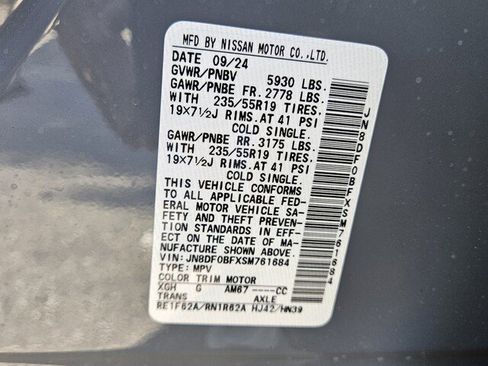 MFD BY NISSAN MOTOR CO.,LTD.
DATE 09/24
GVWR/PNBV 5930 LBS.
GAWR/PNBE FR. 2778 LBS.
WITH 235/55R19 TIRES,
19X7½J RIMS.AT 41 PSI
COLD SINGLE.
GAWR/PNBE RR. 3175 LBS.
WITH 235/55R19 TIRES,
19X7½J RIMS.AT 41 PSI
COLD SINGLE.
THIS VEHICLE CONFORMS
TO ALL APPLICABLE FED-
ERAL MOTOR VEHICLE SA-
FETY AND THEFT PREVEN-
TION STANDARDS IN EFF-
ECT ON THE DATE OF MA-
NUFACTURE SHOWN ABOVE.
VIN: JN8DF0BFXSM761684
TYPE: MPV
COLOR TRIM MOTOR
XGH G AM67 ----CC
TRANS AXLE
RE1F62A/RN1R62A HJ42/HN39
JN8DF0BFXSM761684